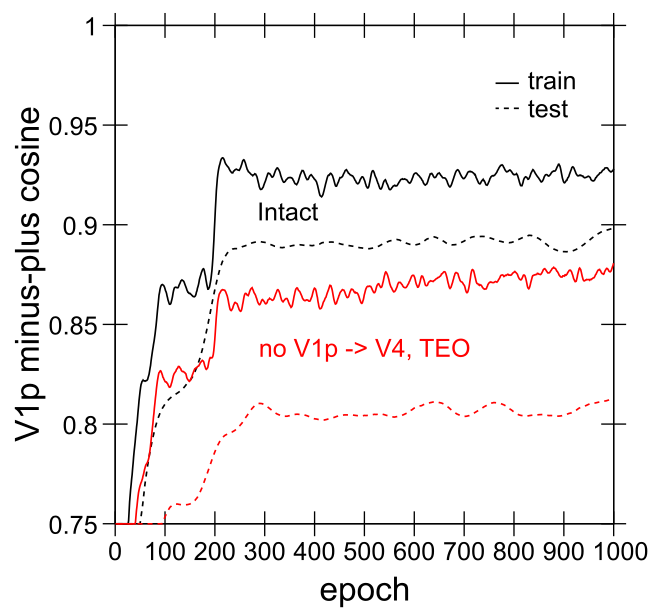 1
0.95
0.9
0.85
0.8
0.75
V1p minus-plus cosine
train
test
Intact
no V1p -> V4, TEO
0 100 200 300 400 500 600 700 800 900 1000
epoch